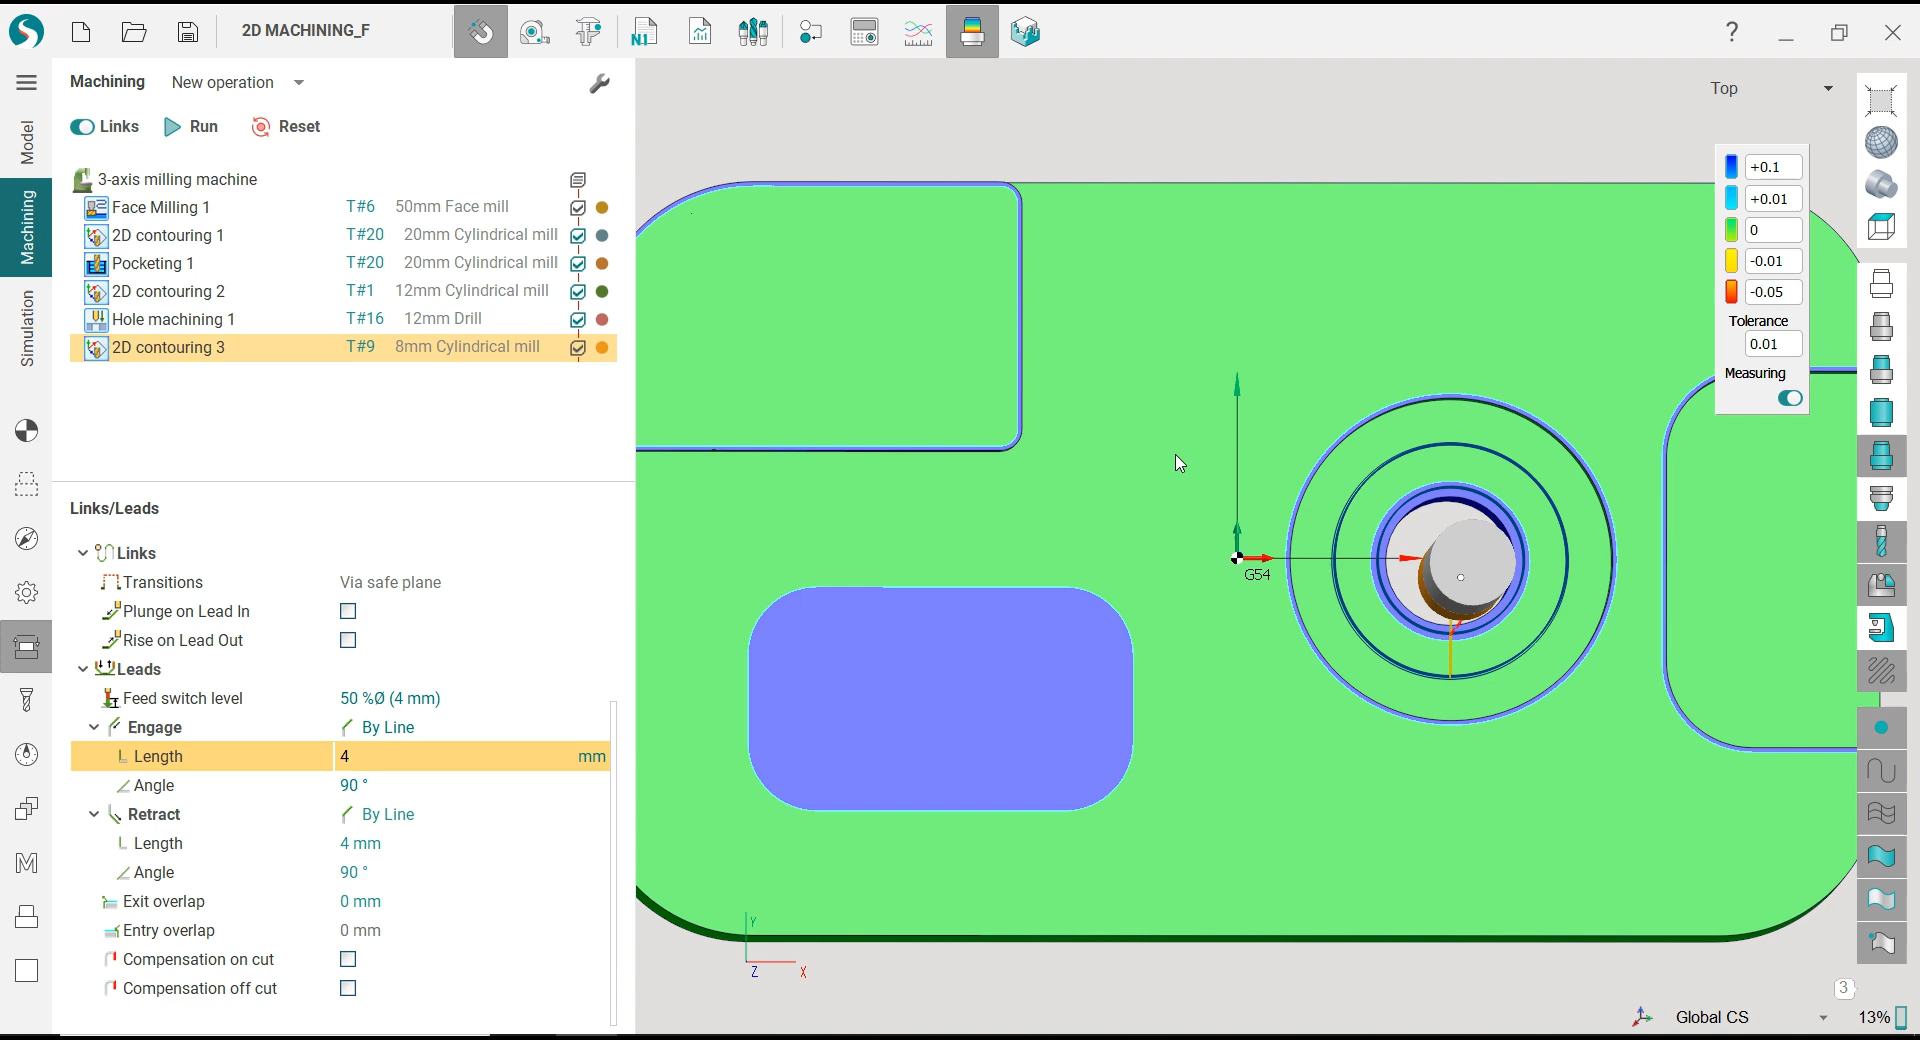 2D MACHINING_F
N1
?
Machining
New operation
Links
Run
Reset
Model
Machining
Simulation
3-axis milling machine
Face Milling 1 T#6 50mm Face mill
2D contouring 1 T#20 20mm Cylindrical mill
Pocketing 1 T#20 20mm Cylindrical mill
2D contouring 2 T#1 12mm Cylindrical mill
Hole machining 1 T#16 12mm Drill
2D contouring 3 T#9 8mm Cylindrical mill
Links/Leads
Links
Transitions Via safe plane
Plunge on Lead In
Rise on Lead Out
Leads
Feed switch level 50 %Ø (4 mm)
Engage By Line
Length 4 mm
Angle 90 °
Retract By Line
Length 4 mm
Angle 90 °
Exit overlap 0 mm
Entry overlap 0 mm
Compensation on cut
Compensation off cut
Top
+0.1
+0.01
0
-0.01
-0.05
Tolerance
0.01
Measuring
G54
Y
Z
X
3
Global CS
13%